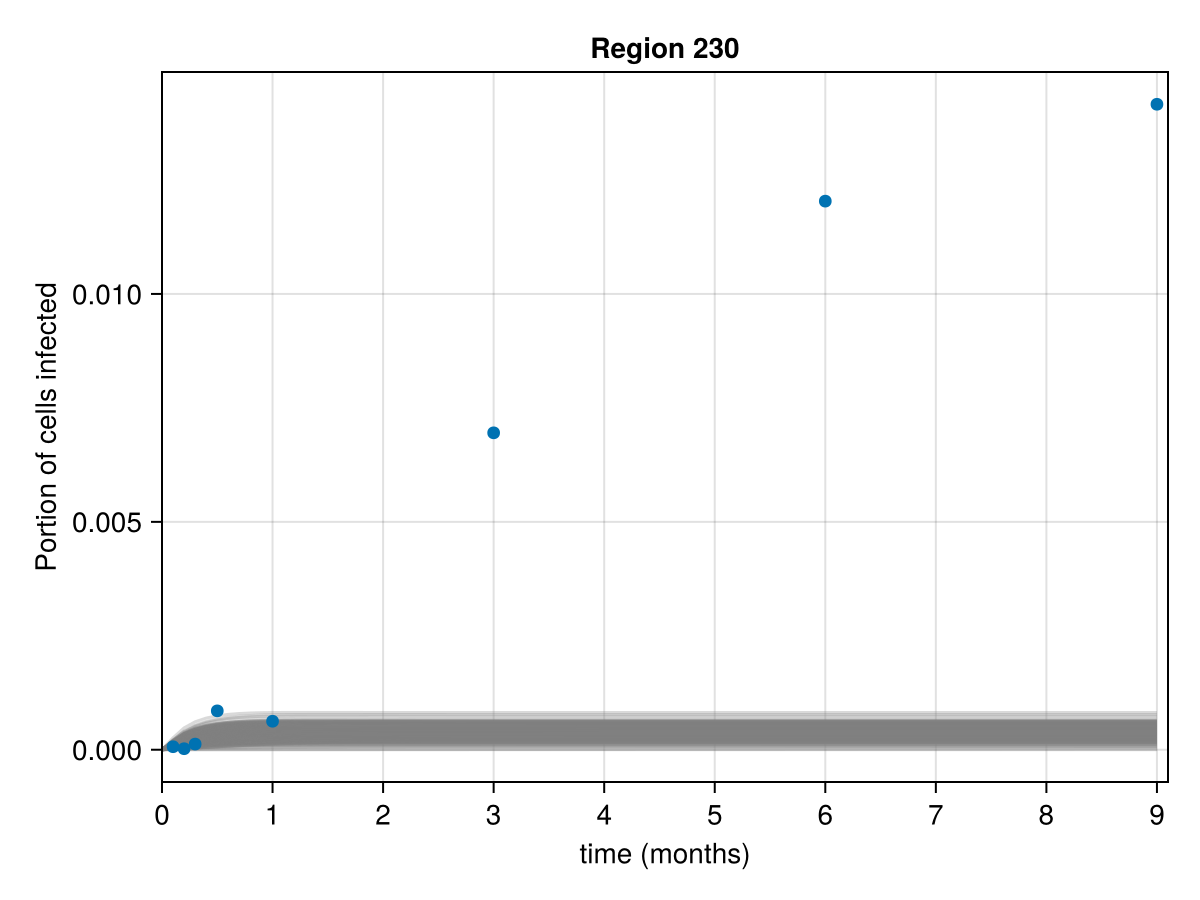 Region 230
Portion of cells infected
0.010
0.005
0.000
0 1 2 3 4 5 6 7 8 9
time (months)